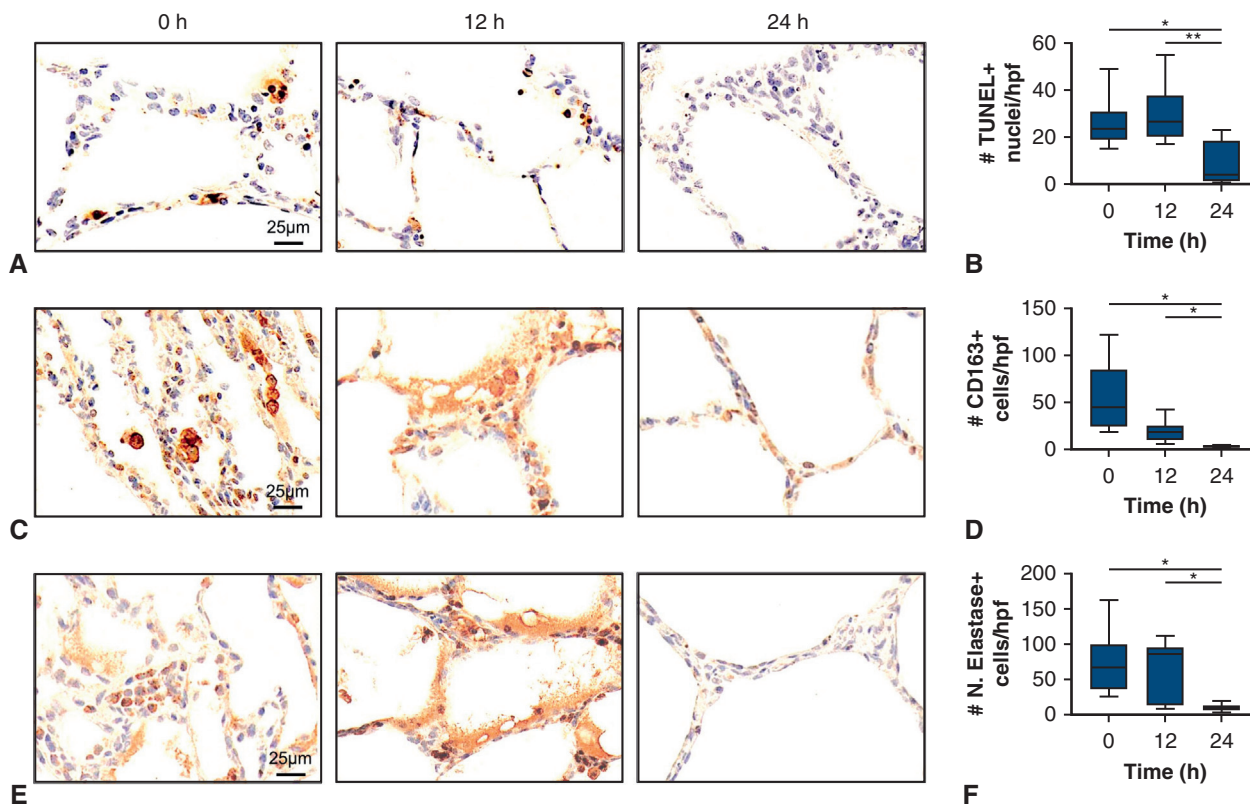 0 h
12 h
24 h
25µm
A
*
**
# TUNEL+
nuclei/hpf
60
40
20
0
0 12 24
Time (h)
B
25µm
C
*
*
# CD163+
cells/hpf
150
100
50
0
0 12 24
Time (h)
D
25µm
E
*
*
# N. Elastase+
cells/hpf
200
150
100
50
0
0 12 24
Time (h)
F